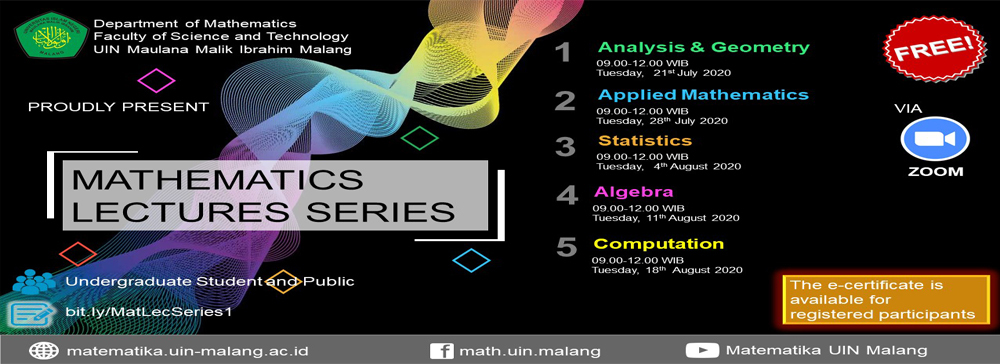 Department of Mathematics
Faculty of Science and Technology
UIN Maulana Malik Ibrahim Malang
PROUDLY PRESENT
MATHEMATICS
LECTURES SERIES
Undergraduate Student and Public
bit.ly/MatLecSeries1
1 Analysis & Geometry
09.00-12.00 WIB
Tuesday, 21st July 2020
2 Applied Mathematics
09.00-12.00 WIB
Tuesday, 28th July 2020
3 Statistics
09.00-12.00 WIB
Tuesday, 4th August 2020
4 Algebra
09.00-12.00 WIB
Tuesday, 11th August 2020
5 Computation
09.00-12.00 WIB
Tuesday, 18th August 2020
FREE!
VIA
ZOOM
The e-certificate is
available for
registered participants
matematika.uin-malang.ac.id
math.uin.malang
Matematika UIN Malang